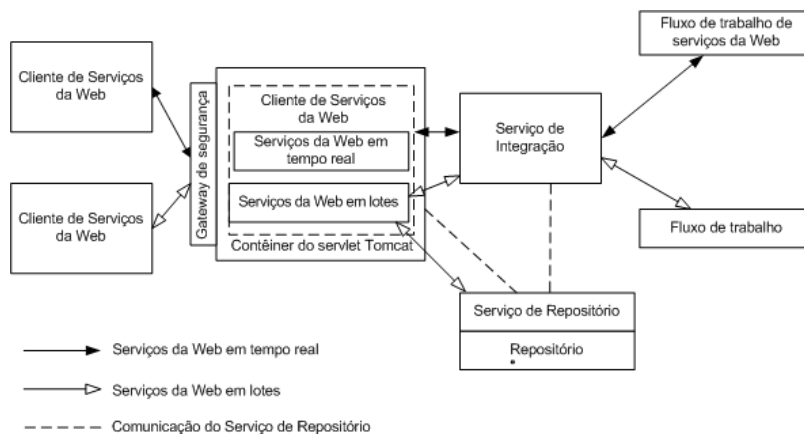 Fluxo de trabalho de
serviços da Web
Cliente de Serviços
da Web
Gateway de segurança
Cliente de Serviços
da Web
Serviços da Web em
tempo real
Serviços da Web em lotes
Contêiner do servlet Tomcat
Serviço de
Integração
Cliente de Serviços
da Web
Fluxo de trabalho
Serviço de Repositório
Repositório
Serviços da Web em tempo real
Serviços da Web em lotes
Comunicação do Serviço de Repositório